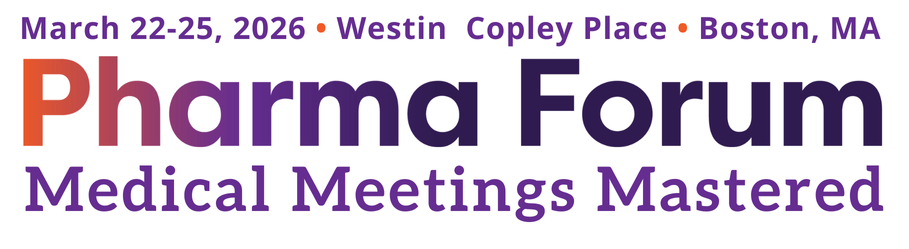 March 22-25, 2026 • Westin Copley Place • Boston, MA
Pharma Forum
Medical Meetings Mastered